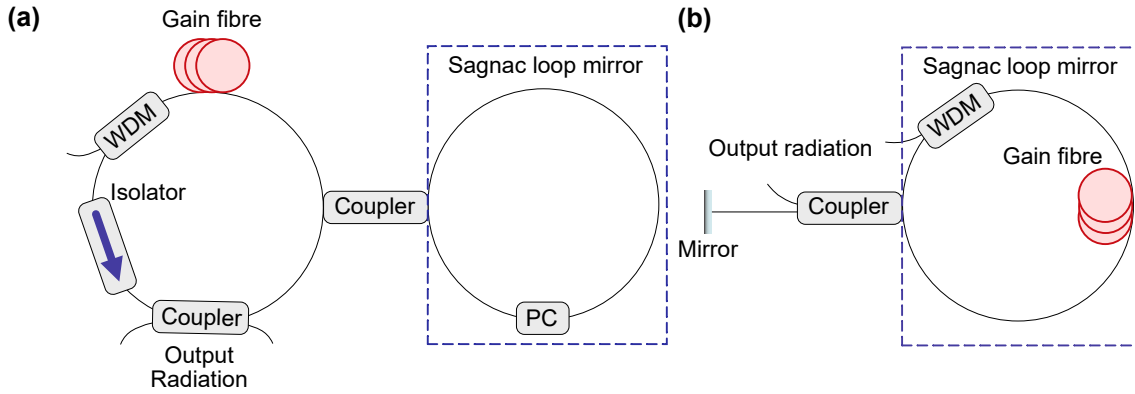 (a)
Gain fibre
WDM
Isolator
Coupler
Output
Radiation
Coupler
Sagnac loop mirror
PC
(b)
Sagnac loop mirror
WDM
Output radiation
Gain fibre
Coupler
Mirror